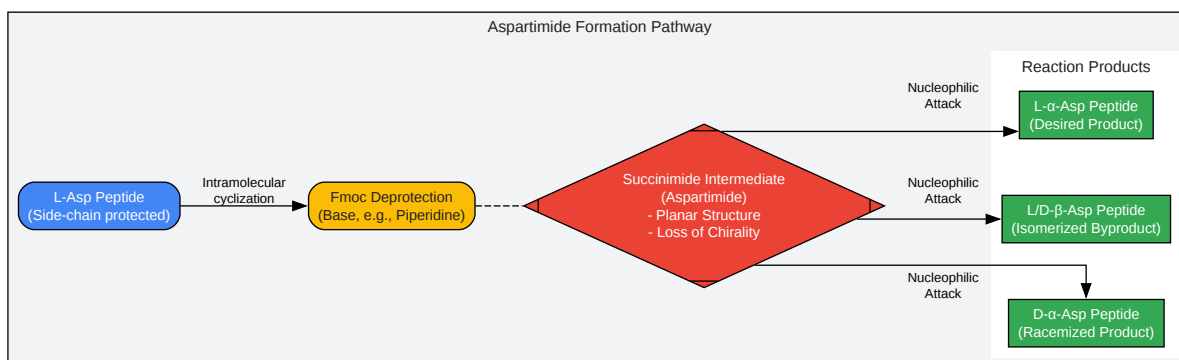 Aspartimide Formation Pathway
L-Asp Peptide
(Side-chain protected)
Intramolecular
cyclization
Fmoc Deprotection
(Base, e.g., Piperidine)
Succinimide Intermediate
(Aspartimide)
- Planar Structure
- Loss of Chirality
Nucleophilic
Attack
Nucleophilic
Attack
Nucleophilic
Attack
Reaction Products
L-α-Asp Peptide
(Desired Product)
L/D-β-Asp Peptide
(Isomerized Byproduct)
D-α-Asp Peptide
(Racemized Product)